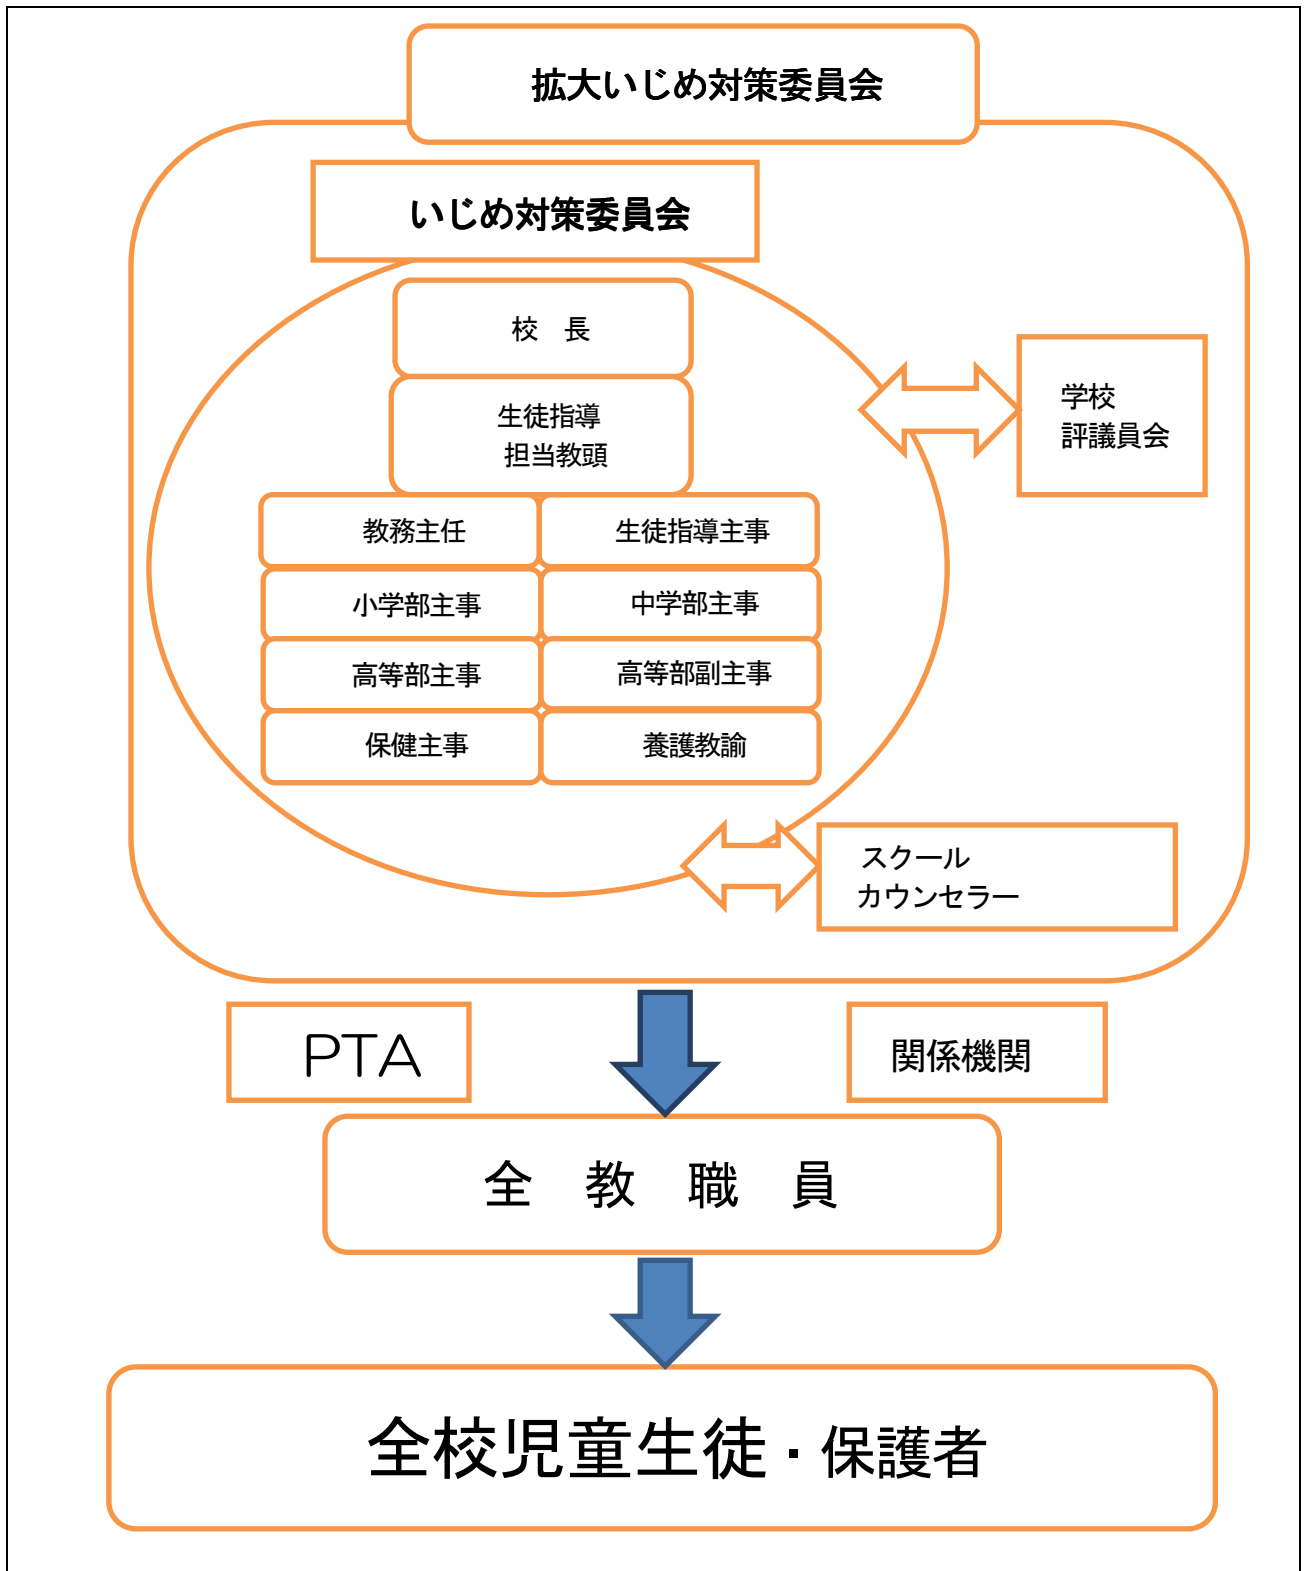 拡大いじめ対策委員会
いじめ対策委員会
校　長
生徒指導
担当教頭
学校
評議員会
教務主任
生徒指導主事
小学部主事
中学部主事
高等部主事
高等部副主事
保健主事
養護教諭
スクール
カウンセラー
PTA
関係機関
全　教　職　員
全校児童生徒・保護者